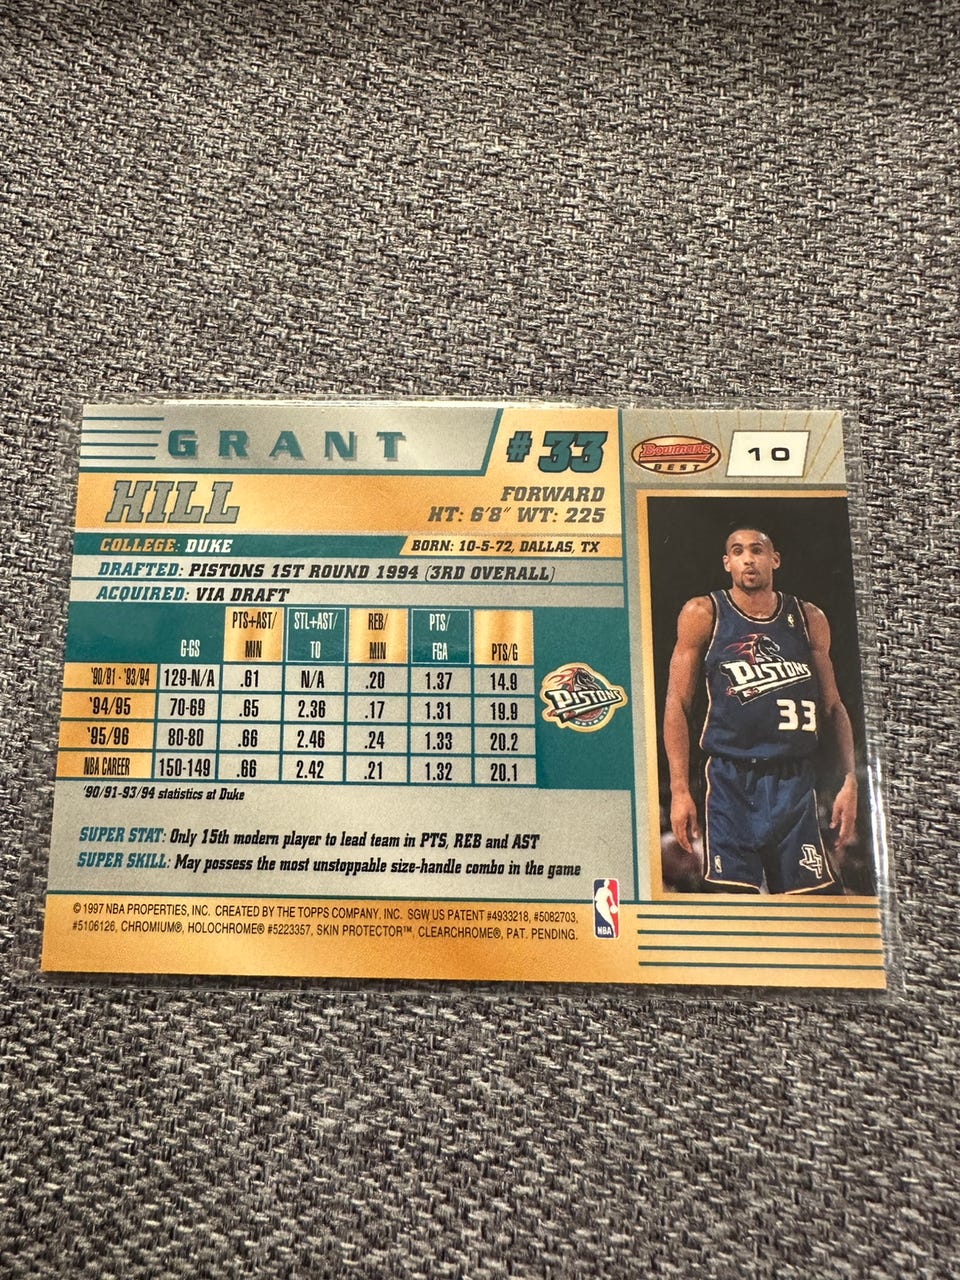 GRANT
HILL
# 33
FORWARD
HT: 6'8" WT: 225
Bowman's
BEST
10
COLLEGE: DUKE
BORN: 10-5-72, DALLAS, TX
DRAFTED: PISTONS 1ST ROUND 1994 (3RD OVERALL)
ACQUIRED: VIA DRAFT
G-GS PTS+AST/MIN STL+AST/TO REB/MIN PTS/FGA PTS/G
'90/91 - '93/94 129-N/A .61 N/A .20 1.37 14.9
'94/95 70-69 .65 2.36 .17 1.31 19.9
'95/96 80-80 .66 2.46 .24 1.33 20.2
NBA CAREER 150-149 .66 2.42 .21 1.32 20.1
'90/91-93/94 statistics at Duke
PISTONS
SUPER STAT: Only 15th modern player to lead team in PTS, REB and AST
SUPER SKILL: May possess the most unstoppable size-handle combo in the game
© 1997 NBA PROPERTIES, INC. CREATED BY THE TOPPS COMPANY, INC. SGW US PATENT #4933218, #5082703,
#5106126, CHROMIUM®, HOLOCHROME® #5223357, SKIN PROTECTOR™, CLEARCHROME®, PAT. PENDING.
NBA
PISTONS
33